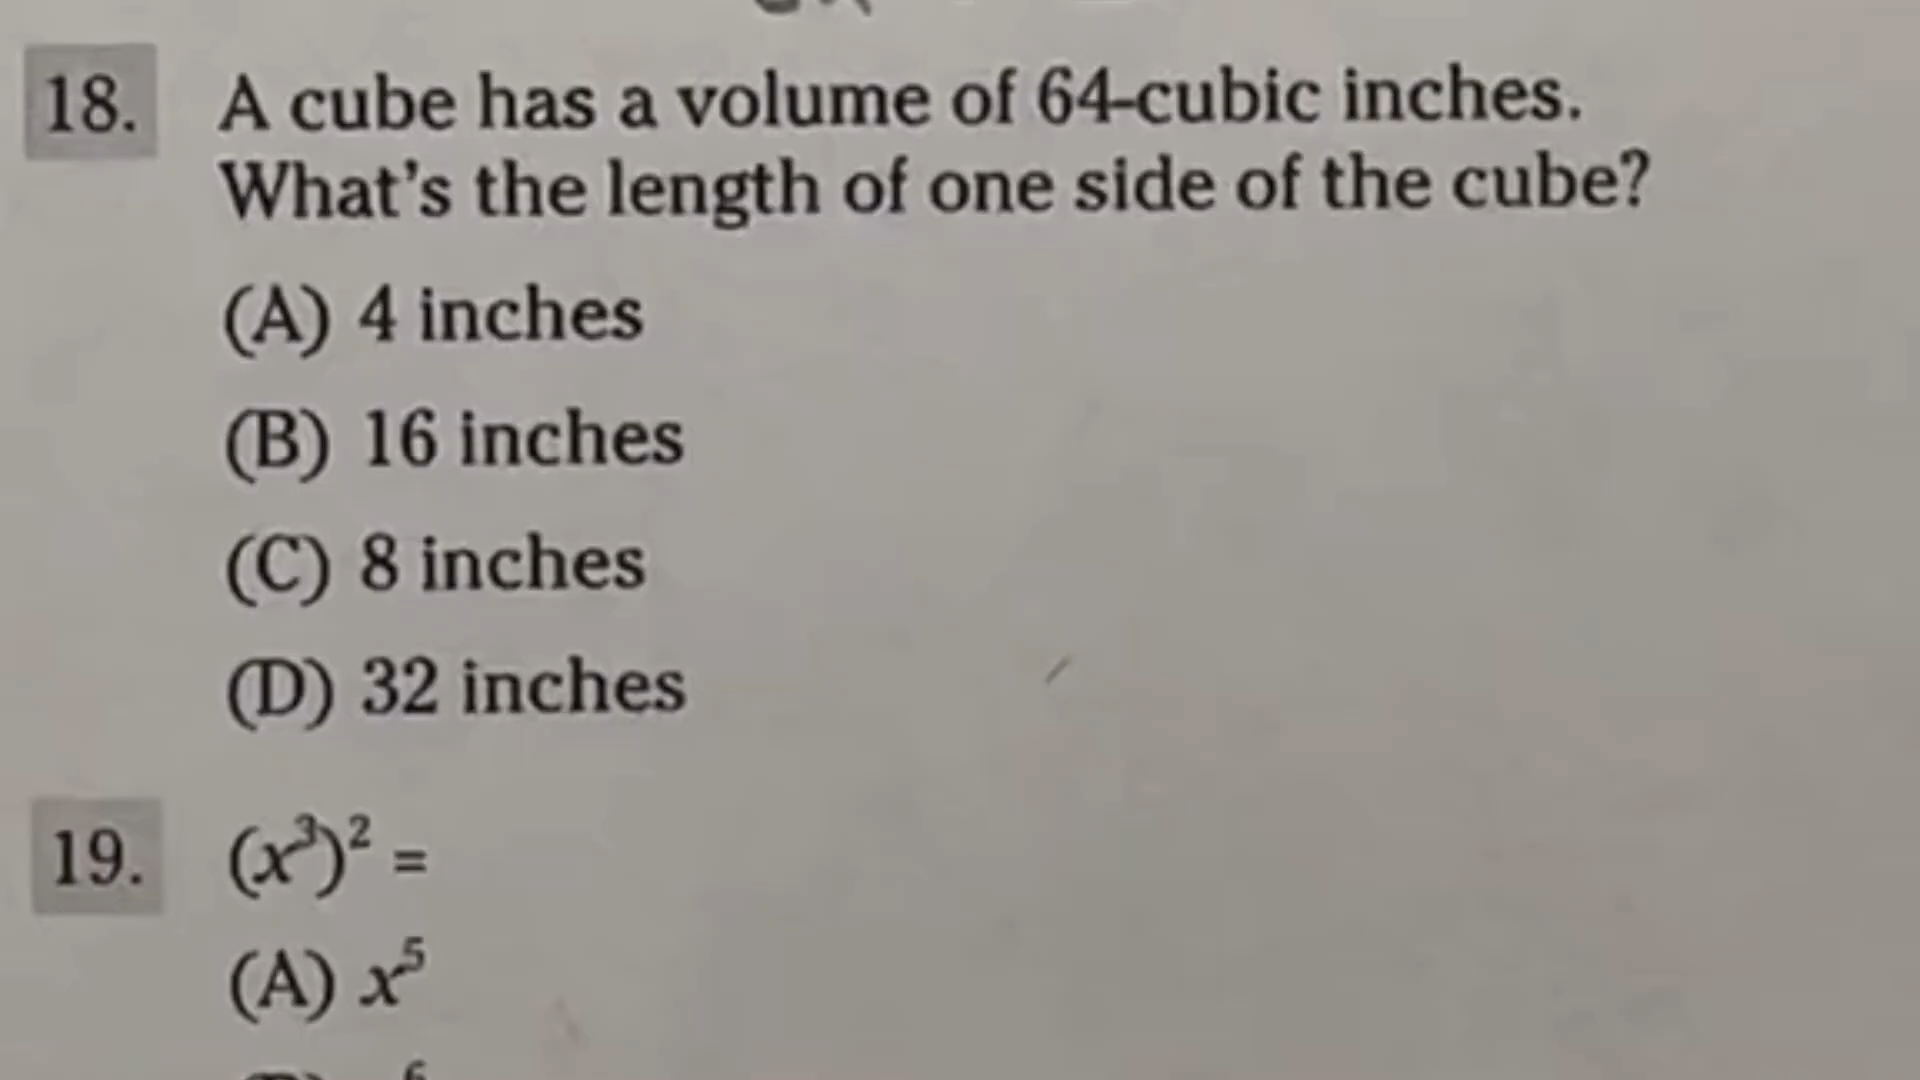 18. A cube has a volume of 64-cubic inches.
What's the length of one side of the cube?
(A) 4 inches
(B) 16 inches
(C) 8 inches
(D) 32 inches
19. (x³)² =
(A) x⁵